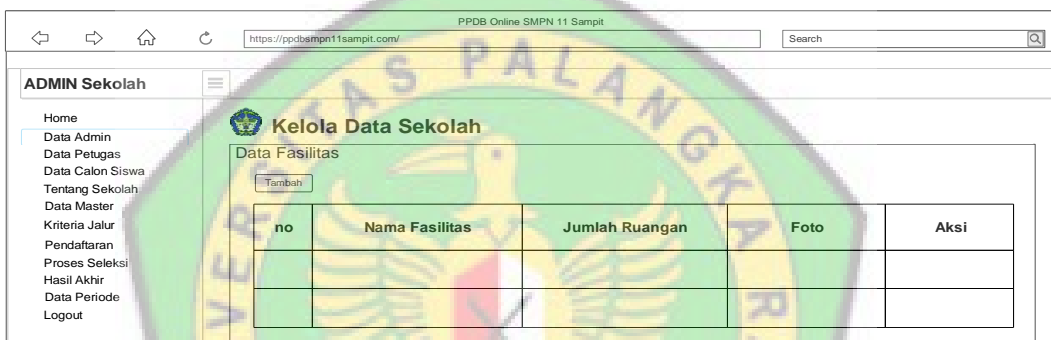 PPDB Online SMPN 11 Sampit
https://ppdbsmpn11sampit.com/
Search
ADMIN Sekolah
Home
Data Admin
Data Petugas
Data Calon Siswa
Tentang Sekolah
Data Master
Kriteria Jalur
Pendaftaran
Proses Seleksi
Hasil Akhir
Data Periode
Logout
Kelola Data Sekolah
Data Fasilitas
Tambah
no Nama Fasilitas Jumlah Ruangan Foto Aksi
VERSITAS PALANGKA R